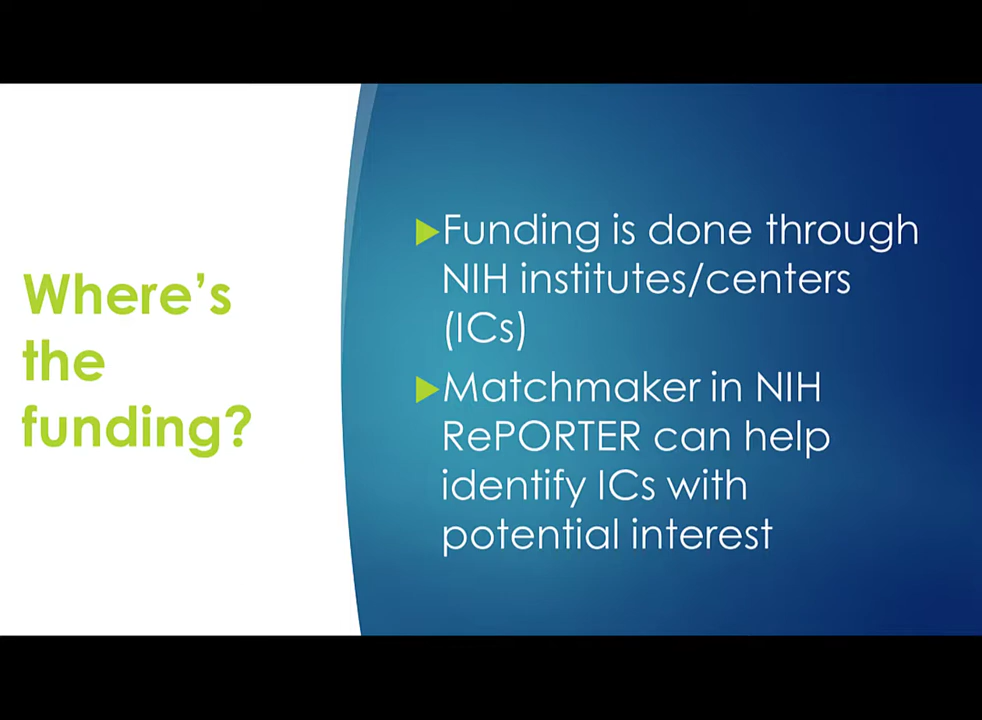 Where's
the
funding?
Funding is done through
NIH institutes/centers
(ICs)
Matchmaker in NIH
RePORTER can help
identify ICs with
potential interest